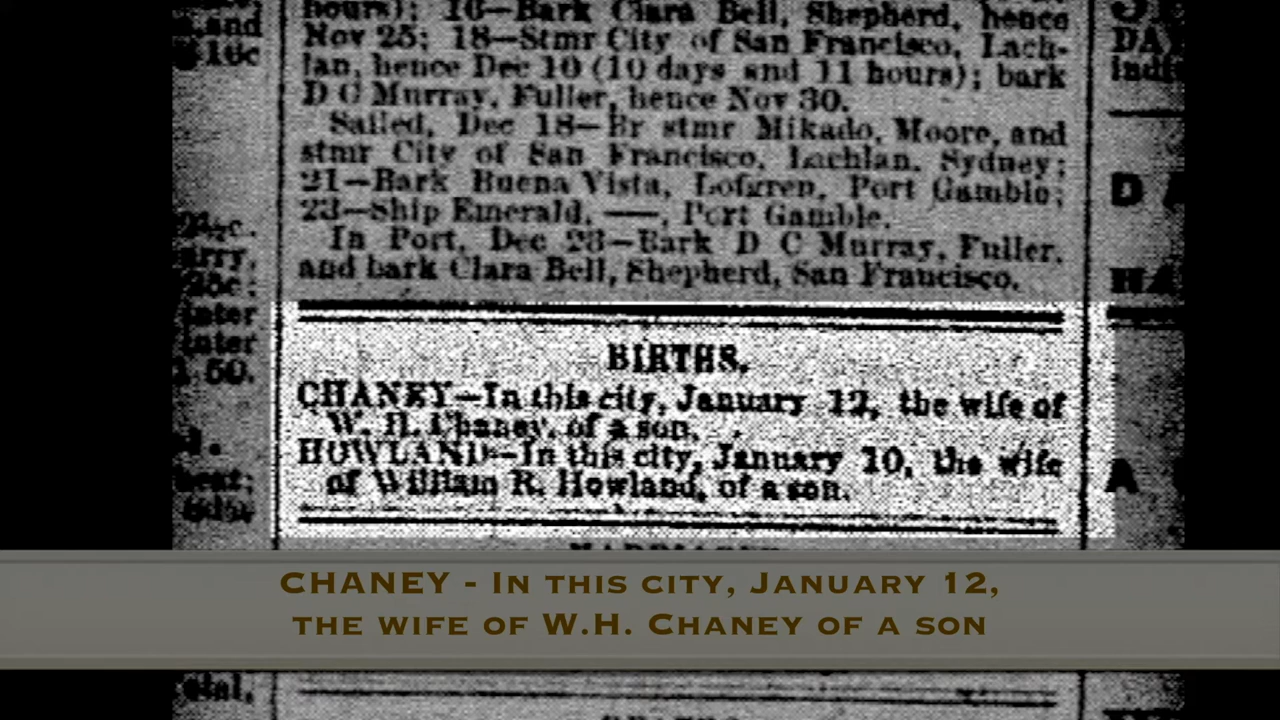 hours); 16—Bark Clara Bell, Shepherd, hence
Nov 25; 18—Stmr City of San Francisco, Lach-
lan, hence Dec 10 (10 days and 11 hours); bark
D C Murray, Fuller, hence Nov 30.
Sailed, Dec 18—Br stmr Mikado, Moore, and
stmr City of San Francisco, Lachlan, Sydney;
21—Bark Buena Vista, Lofgren, Port Gamble;
23—Ship Emerald, ——, Port Gamble.
In Port, Dec 23—Bark D C Murray, Fuller,
and bark Clara Bell, Shepherd, San Francisco.
BIRTHS.
CHANEY—In this city, January 12, the wife of
W. H. Chaney, of a son.
HOWLAND—In this city, January 10, the wife
of William R. Howland, of a son.
CHANEY - In this city, January 12,
the wife of W.H. Chaney of a son